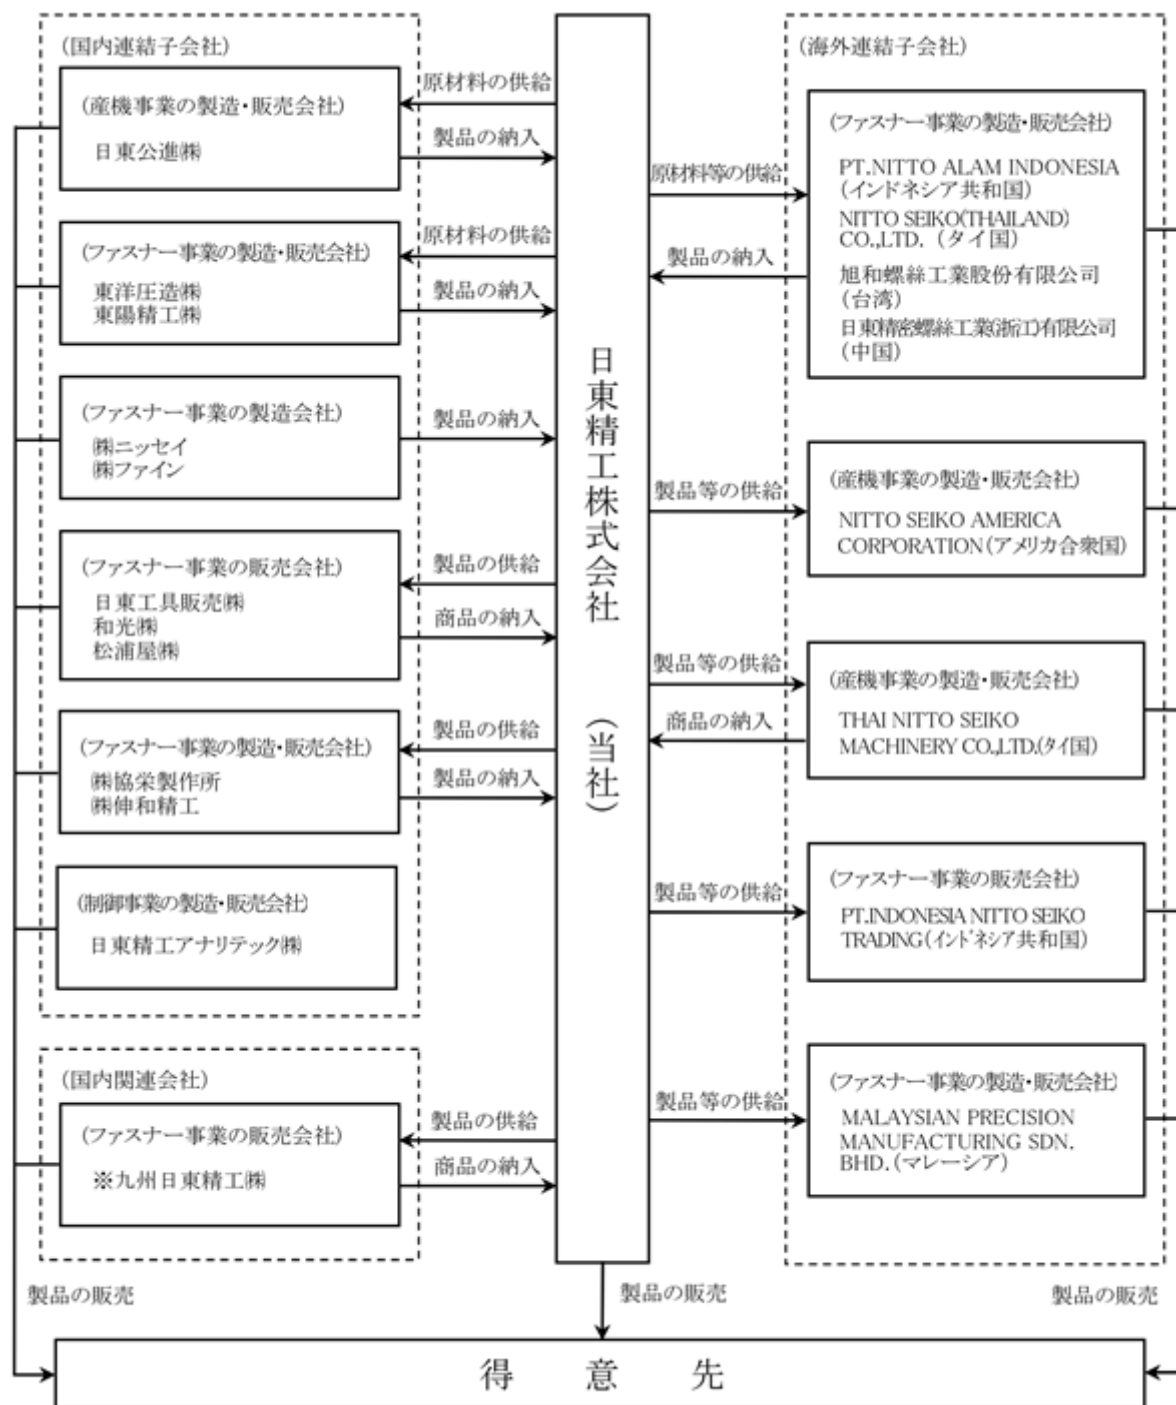 (国内連結子会社)
(産機事業の製造・販売会社)
日東公進㈱
原材料の供給
製品の納入
(ファスナー事業の製造・販売会社)
東洋圧造㈱
東陽精工㈱
原材料の供給
製品の納入
(ファスナー事業の製造会社)
㈱ニッセイ
㈱ファイン
製品の納入
(ファスナー事業の販売会社)
日東工具販売㈱
和光㈱
松浦屋㈱
製品の供給
商品の納入
(ファスナー事業の製造・販売会社)
㈱協栄製作所
㈱伸和精工
製品の供給
製品の納入
(制御事業の製造・販売会社)
日東精工アナリテック㈱
(国内関連会社)
(ファスナー事業の販売会社)
※九州日東精工㈱
製品の供給
商品の納入
製品の販売
日東精工株式会社 (当社)
製品の販売
(海外連結子会社)
原材料等の供給
製品の納入
(ファスナー事業の製造・販売会社)
PT.NITTO ALAM INDONESIA
(インドネシア共和国)
NITTO SEIKO(THAILAND)
CO.,LTD. (タイ国)
旭和螺絲工業股份有限公司
(台湾)
日東精密螺絲工業(浙江)有限公司
(中国)
製品等の供給
(産機事業の製造・販売会社)
NITTO SEIKO AMERICA
CORPORATION(アメリカ合衆国)
製品等の供給
商品の納入
(産機事業の製造・販売会社)
THAI NITTO SEIKO
MACHINERY CO.,LTD.(タイ国)
製品等の供給
(ファスナー事業の販売会社)
PT.INDONESIA NITTO SEIKO
TRADING(インドネシア共和国)
製品等の供給
(ファスナー事業の製造・販売会社)
MALAYSIAN PRECISION
MANUFACTURING SDN.
BHD.(マレーシア)
製品の販売
得意先